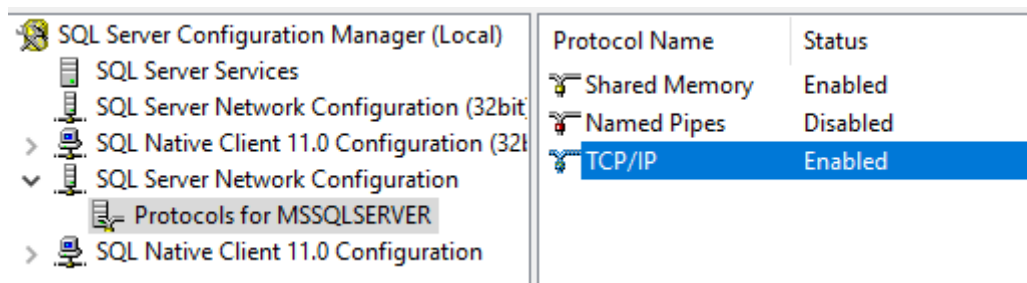 SQL Server Configuration Manager (Local)
SQL Server Services
SQL Server Network Configuration (32bit
SQL Native Client 11.0 Configuration (32
SQL Server Network Configuration
Protocols for MSSQLSERVER
SQL Native Client 11.0 Configuration
Protocol Name Status
Shared Memory Enabled
Named Pipes Disabled
TCP/IP Enabled